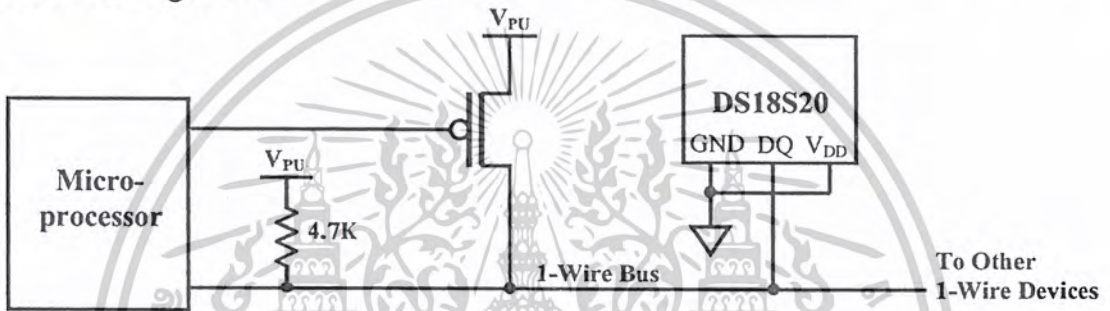 V_PU
DS18S20
GND DQ V_DD
V_PU
Micro-
processor
4.7K
1-Wire Bus
To Other
1-Wire Devices